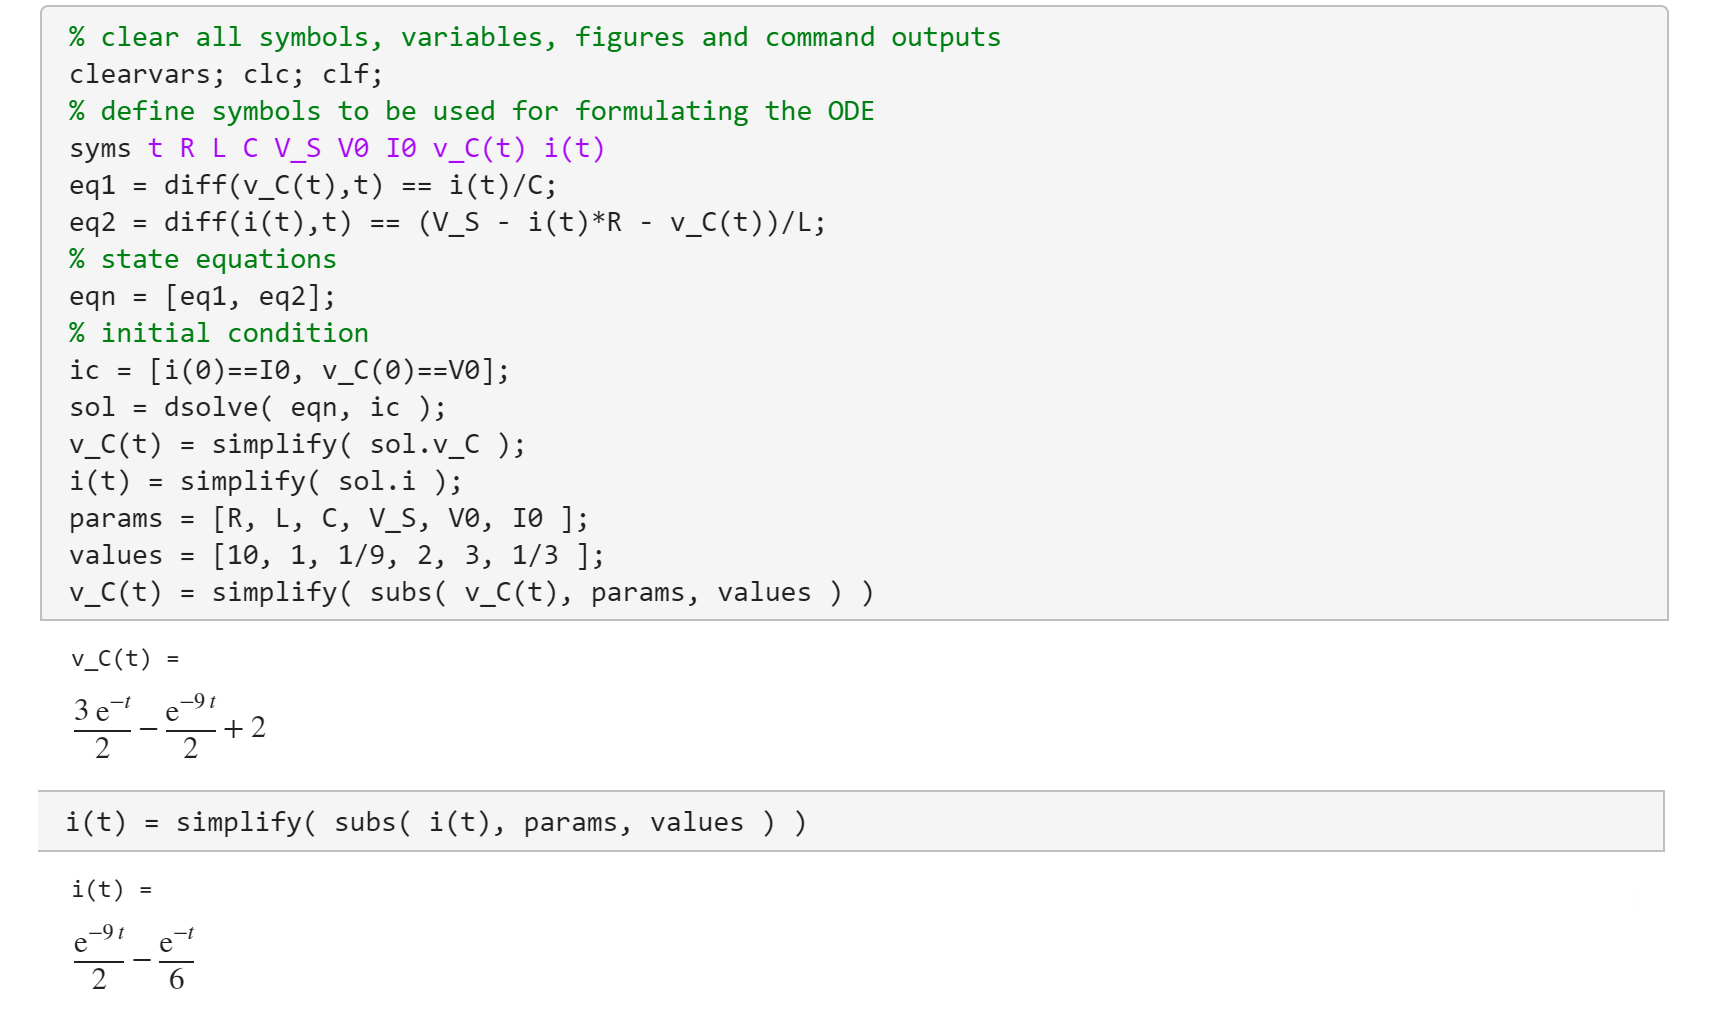 % clear all symbols, variables, figures and command outputs
clearvars; clc; clf;
% define symbols to be used for formulating the ODE
syms t R L C V_S V0 I0 v_C(t) i(t)
eq1 = diff(v_C(t),t) == i(t)/C;
eq2 = diff(i(t),t) == (V_S - i(t)*R - v_C(t))/L;
% state equations
eqn = [eq1, eq2];
% initial condition
ic = [i(0)==I0, v_C(0)==V0];
sol = dsolve( eqn, ic );
v_C(t) = simplify( sol.v_C );
i(t) = simplify( sol.i );
params = [R, L, C, V_S, V0, I0 ];
values = [10, 1, 1/9, 2, 3, 1/3 ];
v_C(t) = simplify( subs( v_C(t), params, values ) )
v_C(t) =
\frac{3 e^{-t}}{2} - \frac{e^{-9 t}}{2} + 2
i(t) = simplify( subs( i(t), params, values ) )
i(t) =
\frac{e^{-9 t}}{2} - \frac{e^{-t}}{6}